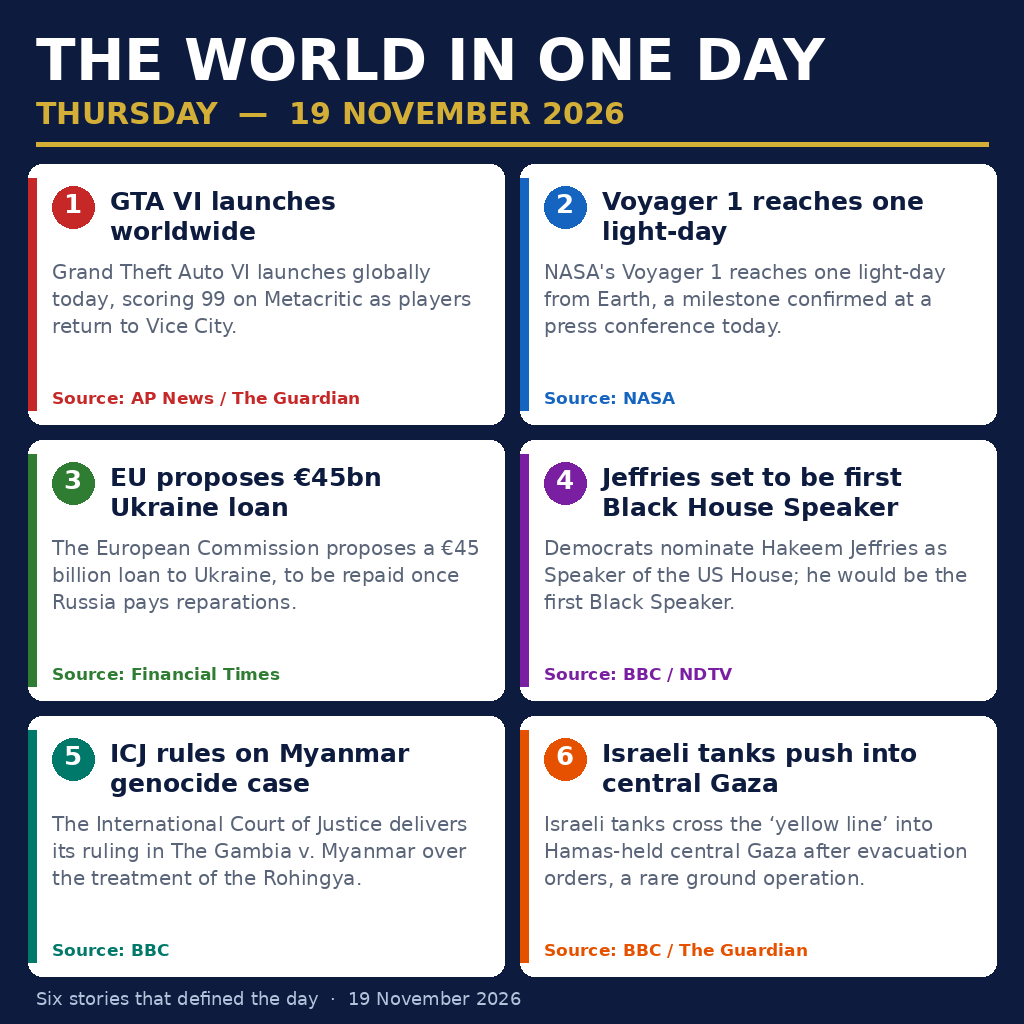 THE WORLD IN ONE DAY
THURSDAY — 19 NOVEMBER 2026
1
GTA VI launches
worldwide
Grand Theft Auto VI launches globally
today, scoring 99 on Metacritic as players
return to Vice City.
Source: AP News / The Guardian
2
Voyager 1 reaches one
light-day
NASA's Voyager 1 reaches one light-day
from Earth, a milestone confirmed at a
press conference today.
Source: NASA
3
EU proposes €45bn
Ukraine loan
The European Commission proposes a €45
billion loan to Ukraine, to be repaid once
Russia pays reparations.
Source: Financial Times
4
Jeffries set to be first
Black House Speaker
Democrats nominate Hakeem Jeffries as
Speaker of the US House; he would be the
first Black Speaker.
Source: BBC / NDTV
5
ICJ rules on Myanmar
genocide case
The International Court of Justice delivers
its ruling in The Gambia v. Myanmar over
the treatment of the Rohingya.
Source: BBC
6
Israeli tanks push into
central Gaza
Israeli tanks cross the ‘yellow line’ into
Hamas-held central Gaza after evacuation
orders, a rare ground operation.
Source: BBC / The Guardian
Six stories that defined the day · 19 November 2026